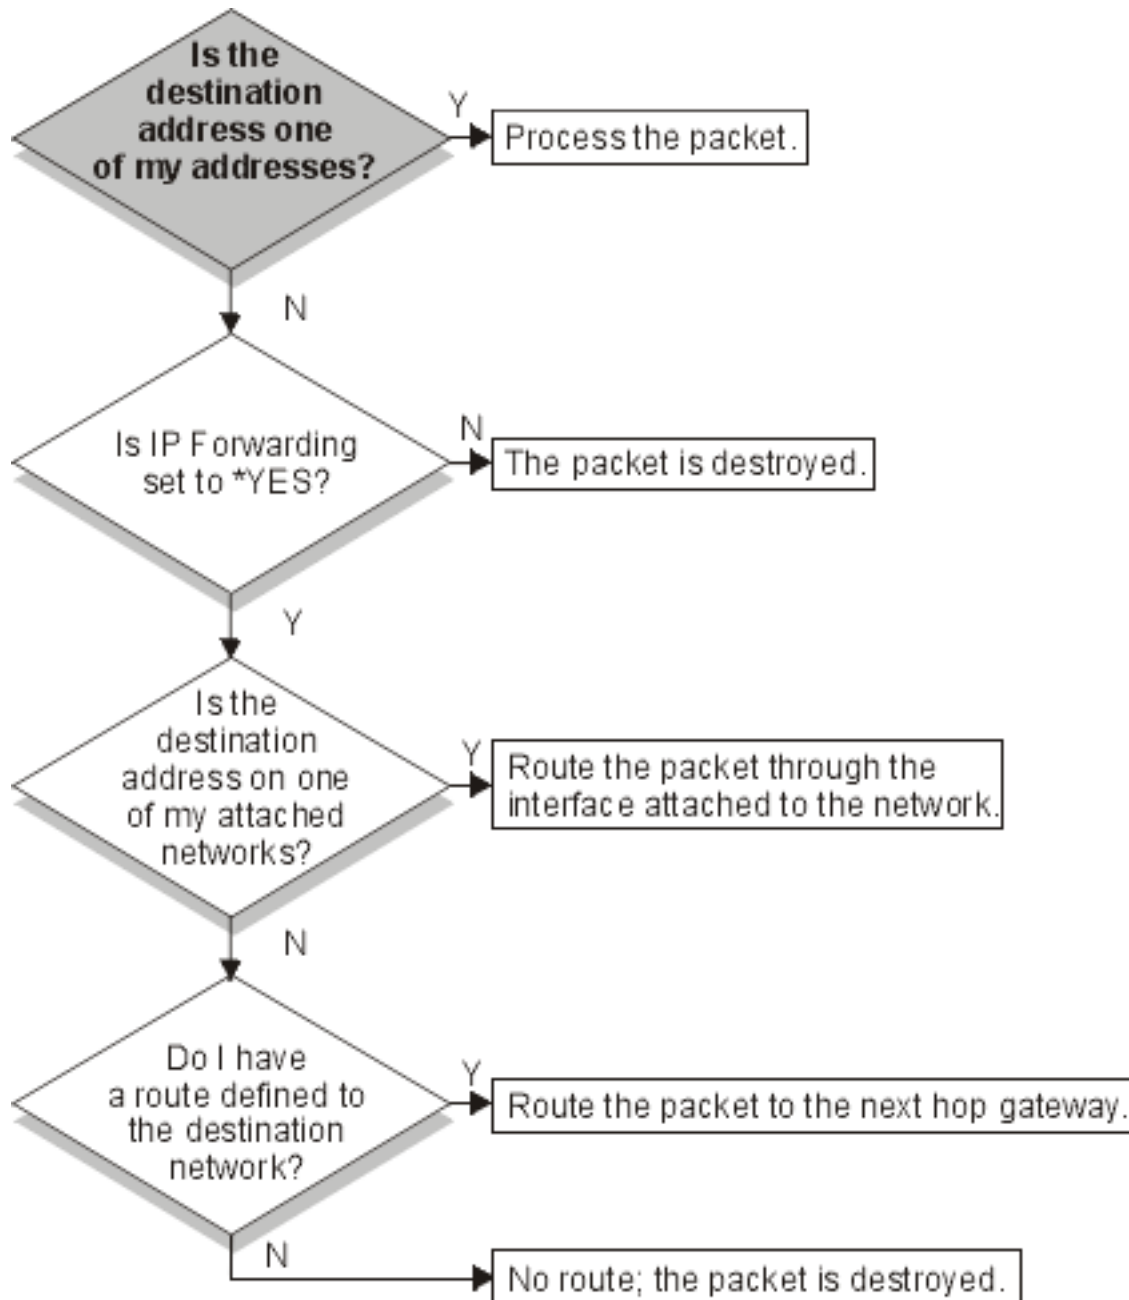 Is the
destination
address one
of my addresses?
Y
Process the packet.
N
Is IP Forwarding
set to *YES?
N
The packet is destroyed.
Y
Is the
destination
address on one
of my attached
networks?
Y
Route the packet through the
interface attached to the network.
N
Do I have
a route defined to
the destination
network?
Y
Route the packet to the next hop gateway.
N
No route; the packet is destroyed.